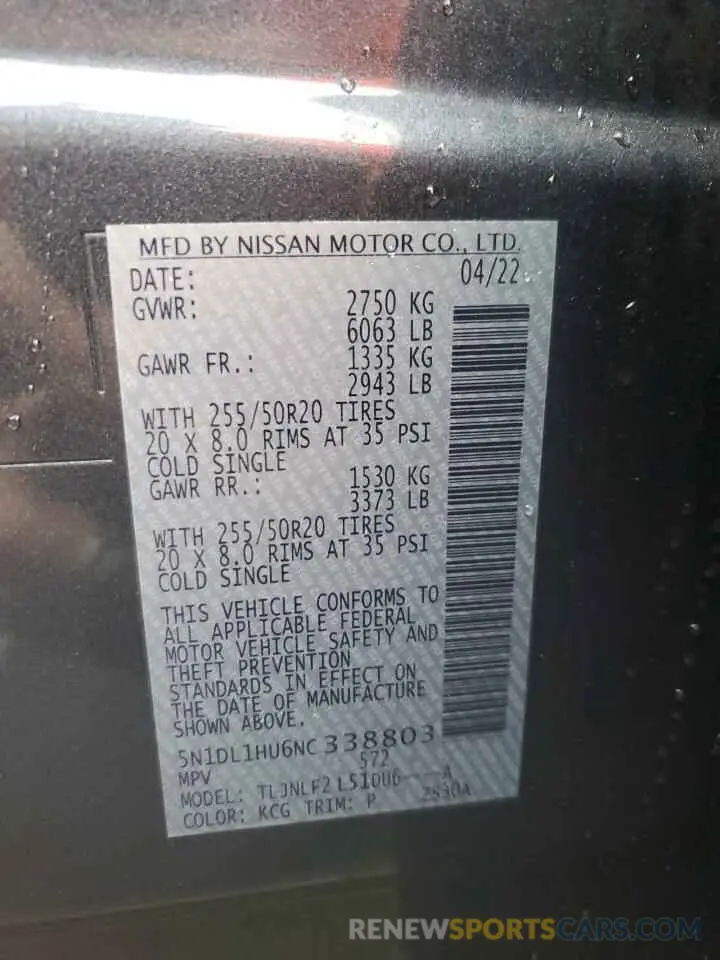 MFD BY NISSAN MOTOR CO., LTD.
DATE: 04/22
GVWR: 2750 KG
6063 LB
GAWR FR.: 1335 KG
2943 LB
WITH 255/50R20 TIRES
20 X 8.0 RIMS AT 35 PSI
COLD SINGLE
GAWR RR.: 1530 KG
3373 LB
WITH 255/50R20 TIRES
20 X 8.0 RIMS AT 35 PSI
COLD SINGLE
THIS VEHICLE CONFORMS TO
ALL APPLICABLE FEDERAL
MOTOR VEHICLE SAFETY AND
THEFT PREVENTION
STANDARDS IN EFFECT ON
THE DATE OF MANUFACTURE
SHOWN ABOVE.
5N1DL1HU6NC338803
MPV 572
MODEL: TLJNLF2 L510U6----A
COLOR: KCG TRIM: P 2830A
RENEWSPORTSCARS.COM